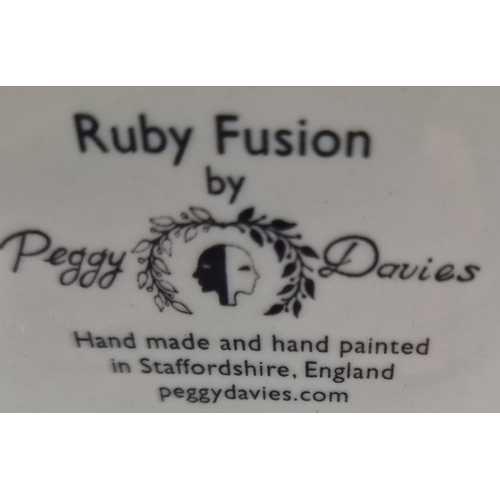 Ruby Fusion
by
Peggy Davies
Hand made and hand painted
in Staffordshire, England
peggydavies.com